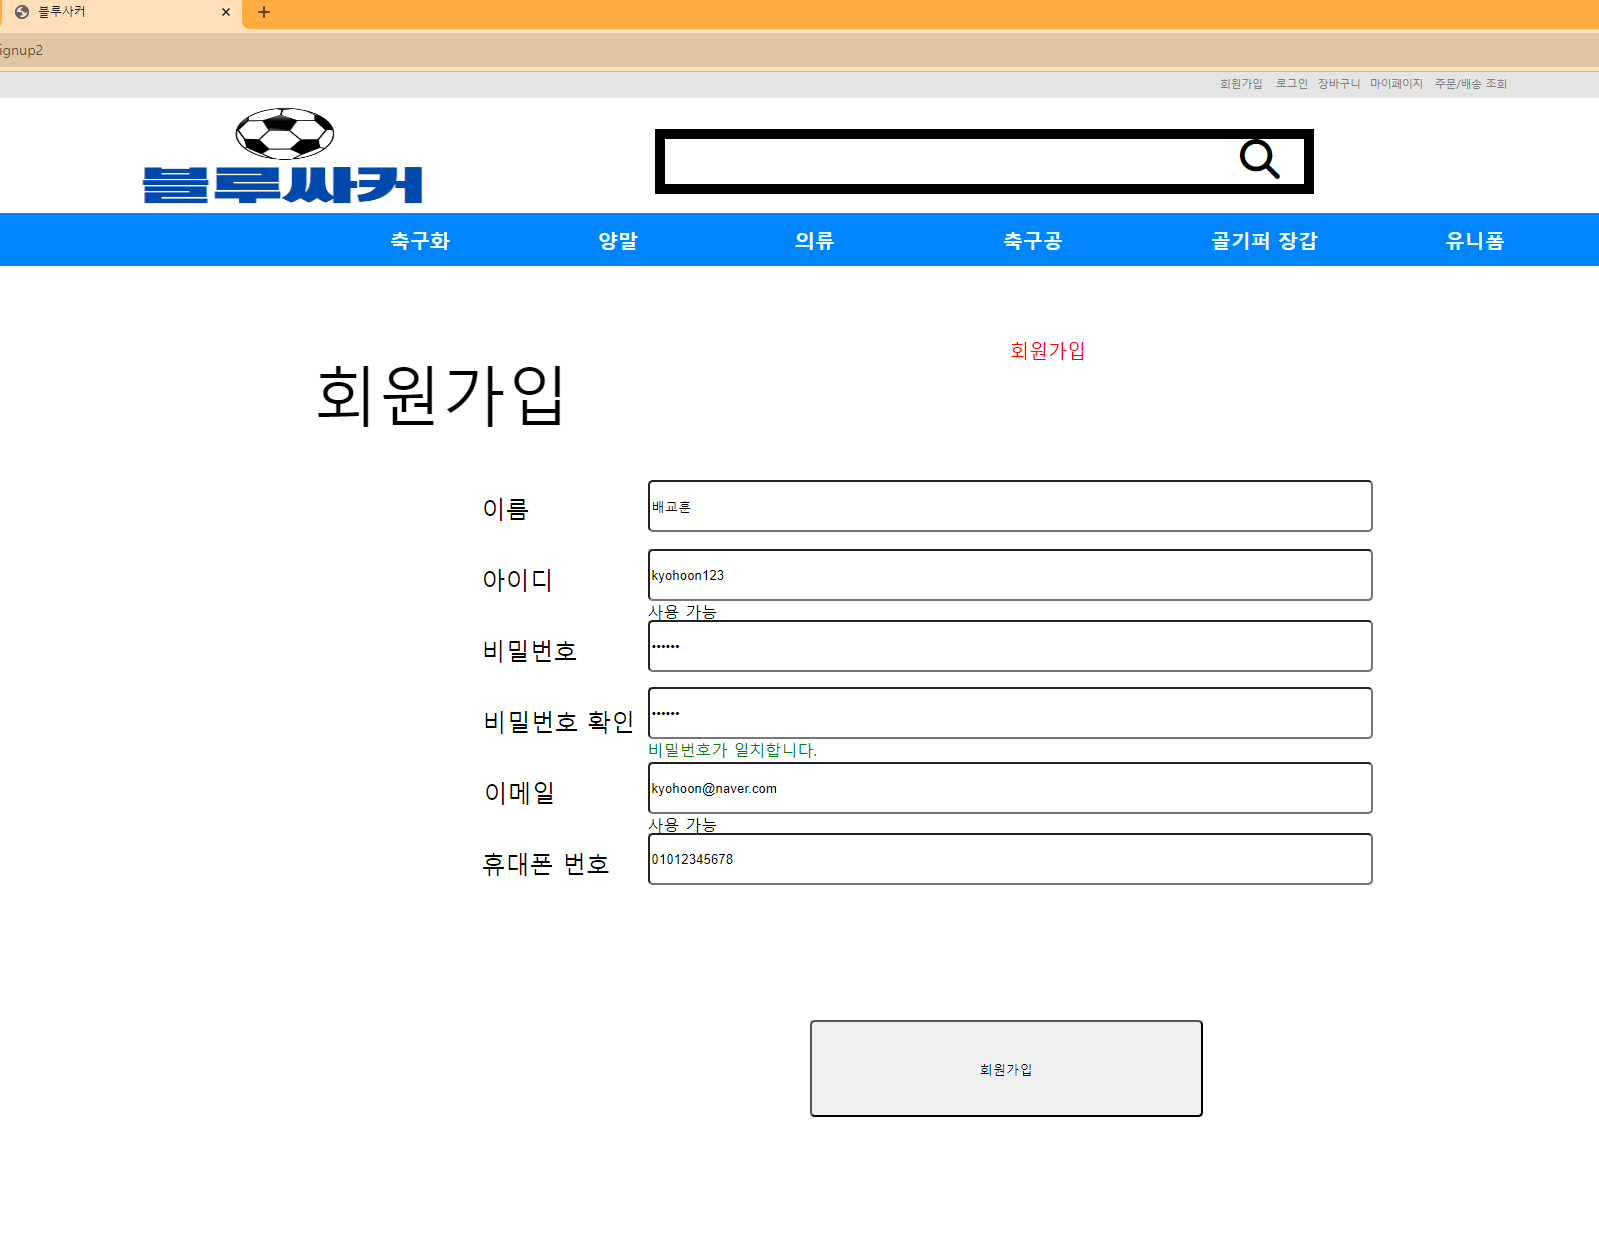 블루사커
ignup2
회원가입 로그인 장바구니 마이페이지 주문/배송 조회
블루싸커
축구화 양말 의류 축구공 골기퍼 장갑 유니폼
회원가입
회원가입
이름 배교훈
아이디 kyohoon123
사용 가능
비밀번호 ••••••
비밀번호 확인 ••••••
비밀번호가 일치합니다.
이메일 kyohoon@naver.com
사용 가능
휴대폰 번호 01012345678
회원가입